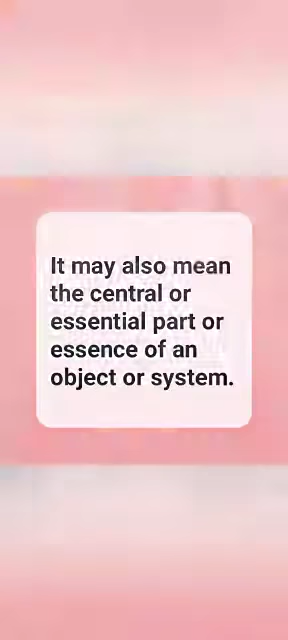 It may also mean
the central or
essential part or
essence of an
object or system.